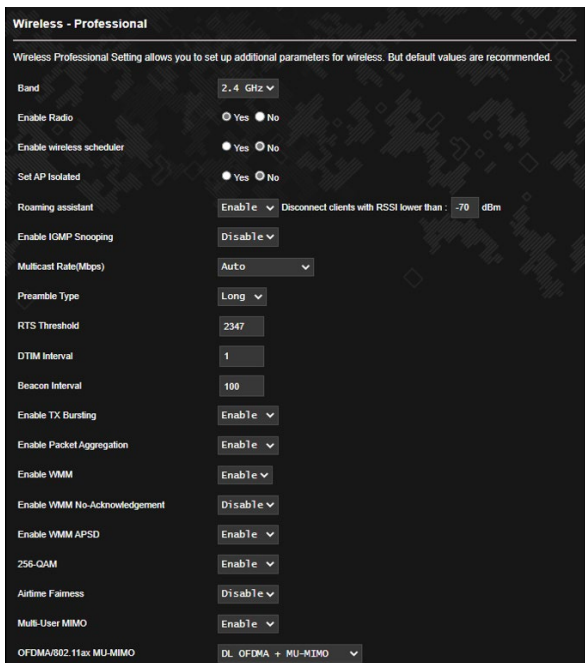 Wireless - Professional
Wireless Professional Setting allows you to set up additional parameters for wireless. But default values are recommended.
Band 2.4 GHz
Enable Radio Yes No
Enable wireless scheduler Yes No
Set AP Isolated Yes No
Roaming assistant Enable Disconnect clients with RSSI lower than : -70 dBm
Enable IGMP Snooping Disable
Multicast Rate(Mbps) Auto
Preamble Type Long
RTS Threshold 2347
DTIM Interval 1
Beacon Interval 100
Enable TX Bursting Enable
Enable Packet Aggregation Enable
Enable WMM Enable
Enable WMM No-Acknowledgement Disable
Enable WMM APSD Enable
256-QAM Enable
Airtime Fairness Disable
Multi-User MIMO Enable
OFDMA/802.11ax MU-MIMO DL OFDMA + MU-MIMO